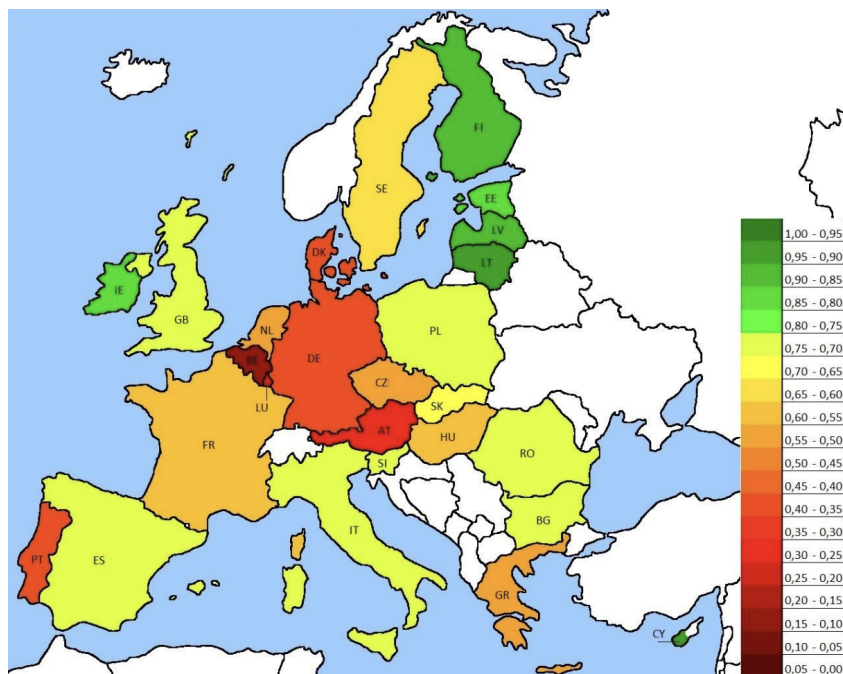 FI
SE
EE
LV
LT
DK
IE
GB
NL
PL
BE
DE
CZ
LU
SK
AT
HU
FR
SI
RO
IT
BG
PT
ES
GR
CY
1,00 - 0,95
0,95 - 0,90
0,90 - 0,85
0,85 - 0,80
0,80 - 0,75
0,75 - 0,70
0,70 - 0,65
0,65 - 0,60
0,60 - 0,55
0,55 - 0,50
0,50 - 0,45
0,45 - 0,40
0,40 - 0,35
0,35 - 0,30
0,30 - 0,25
0,25 - 0,20
0,20 - 0,15
0,15 - 0,10
0,10 - 0,05
0,05 - 0,00